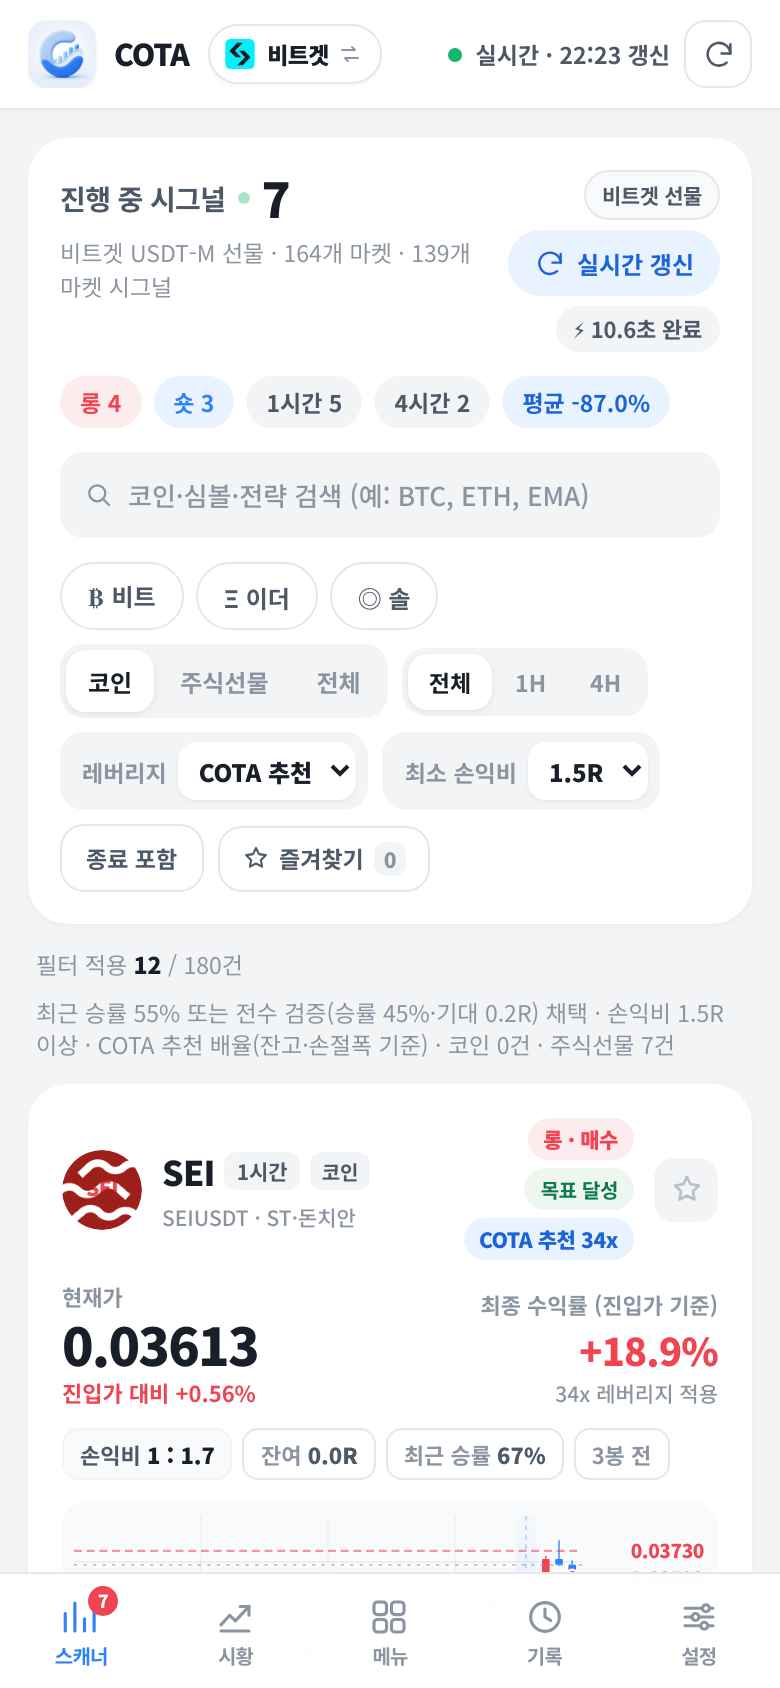 COTA
비트겟
실시간 · 22:23 갱신
진행 중 시그널 7
비트겟 선물
비트겟 USDT-M 선물 · 164개 마켓 · 139개
마켓 시그널
실시간 갱신
⚡ 10.6초 완료
롱 4
숏 3
1시간 5
4시간 2
평균 -87.0%
코인·심볼·전략 검색 (예: BTC, ETH, EMA)
₿ 비트
Ξ 이더
◎ 솔
코인
주식선물
전체
전체
1H
4H
레버리지
COTA 추천
최소 손익비
1.5R
종료 포함
즐겨찾기 0
필터 적용 12 / 180건
최근 승률 55% 또는 전수 검증(승률 45%·기대 0.2R) 채택 · 손익비 1.5R
이상 · COTA 추천 배율(잔고·손절폭 기준) · 코인 0건 · 주식선물 7건
SEI
SEI
1시간
코인
SEIUSDT · ST·돈치안
롱 · 매수
목표 달성
COTA 추천 34x
현재가
0.03613
진입가 대비 +0.56%
최종 수익률 (진입가 기준)
+18.9%
34x 레버리지 적용
손익비 1 : 1.7
잔여 0.0R
최근 승률 67%
3봉 전
0.03730
7
스캐너
시황
메뉴
기록
설정